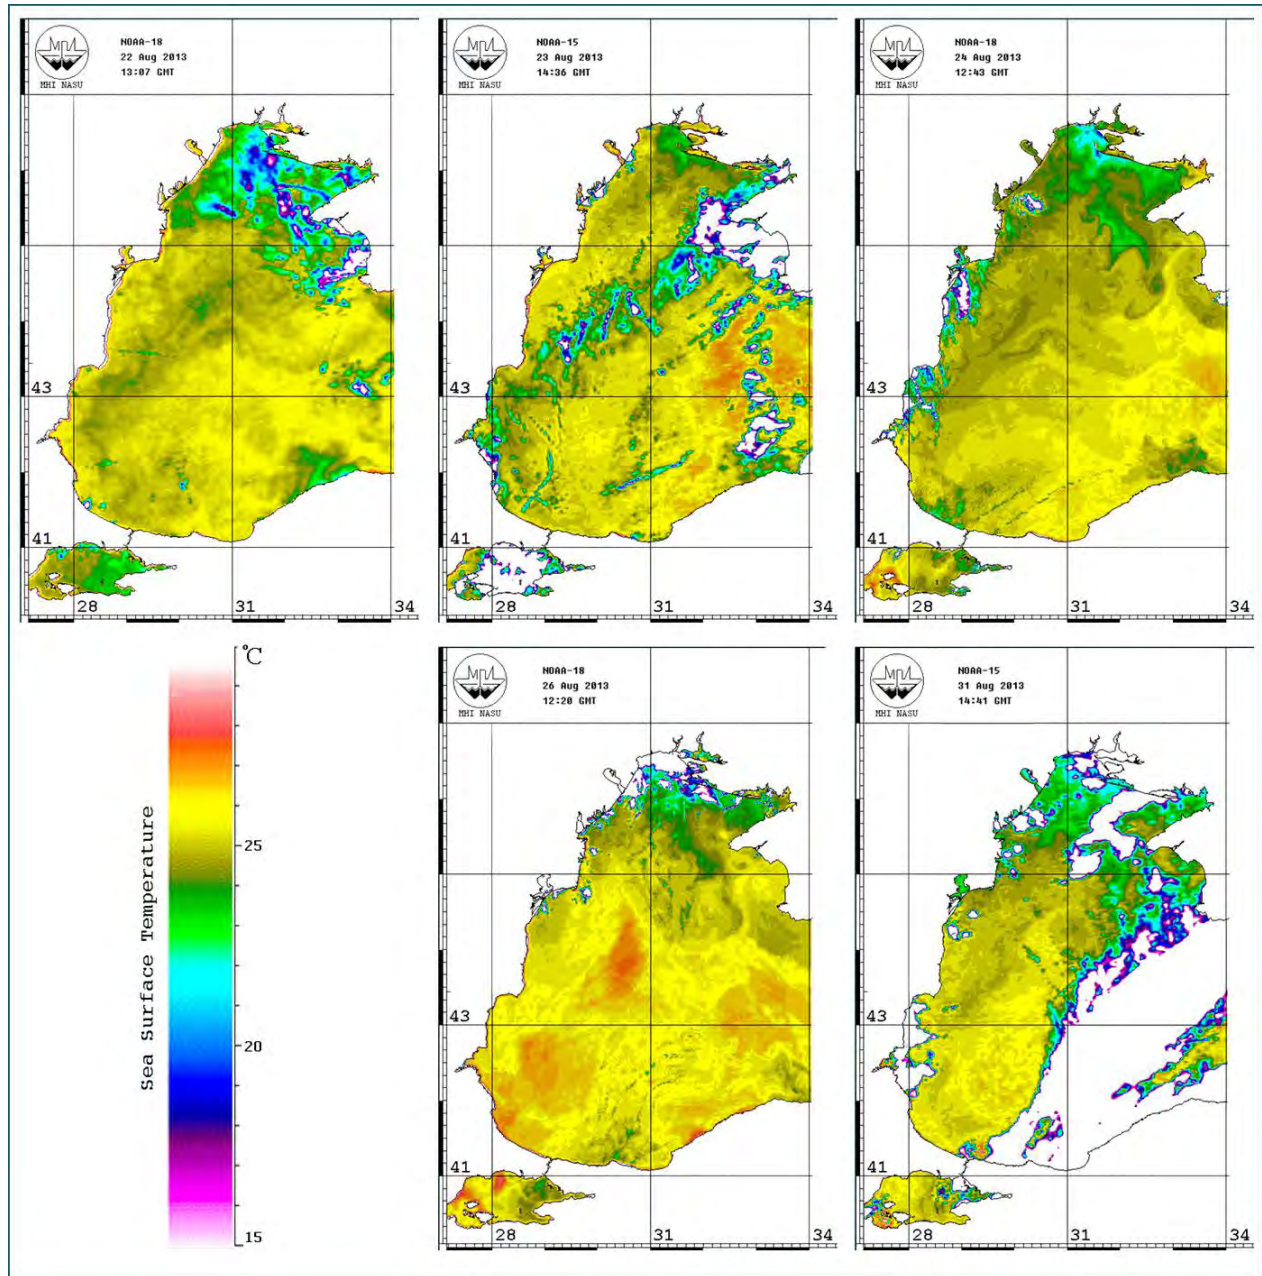 NOAA-18
22 Aug 2013
13:07 GMT
MHI NASU
43
41
28 31 34
NOAA-15
23 Aug 2013
14:36 GMT
MHI NASU
43
41
28 31 34
NOAA-18
24 Aug 2013
12:43 GMT
MHI NASU
43
41
28 31 34
°C
25
20
15
Sea Surface Temperature
NOAA-18
26 Aug 2013
12:20 GMT
MHI NASU
43
41
28 31 34
NOAA-15
31 Aug 2013
14:41 GMT
MHI NASU
43
41
28 31 34